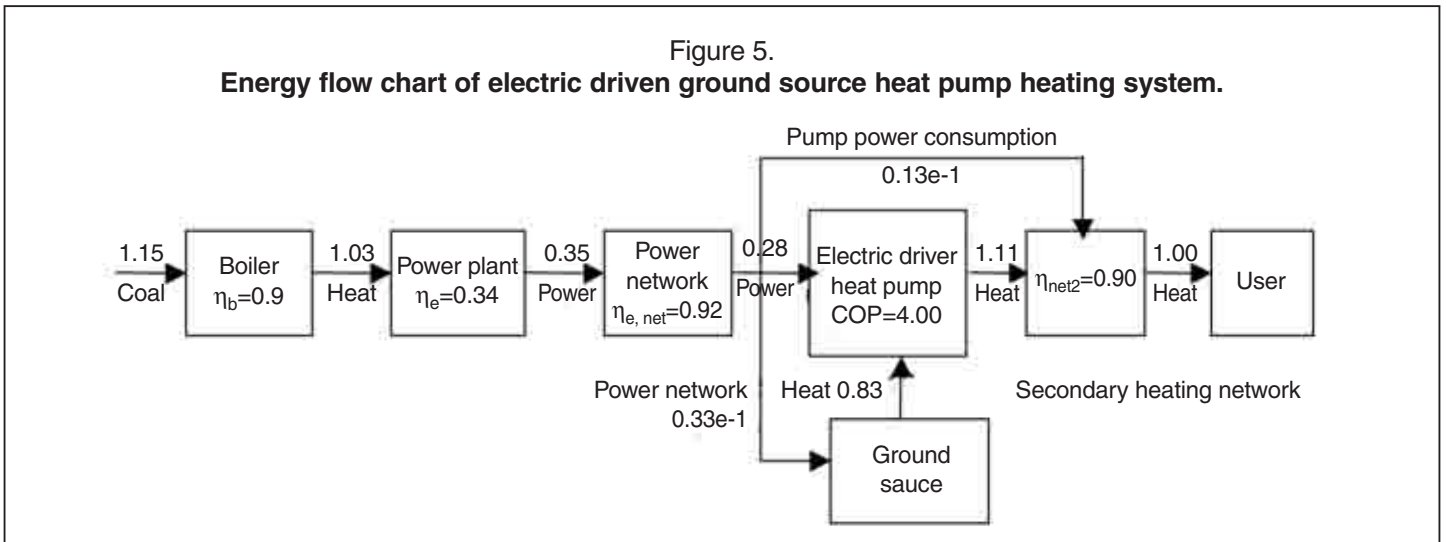 Figure 5.
Energy flow chart of electric driven ground source heat pump heating system.
Pump power consumption
0.13e-1
1.15
Coal
Boiler
ηb=0.9
1.03
Heat
Power plant
ηe=0.34
0.35
Power
Power
network
ηe, net=0.92
0.28
Power
Electric driver
heat pump
COP=4.00
1.11
Heat
ηnet2=0.90
1.00
Heat
User
Power network
0.33e-1
Heat 0.83
Secondary heating network
Ground
sauce